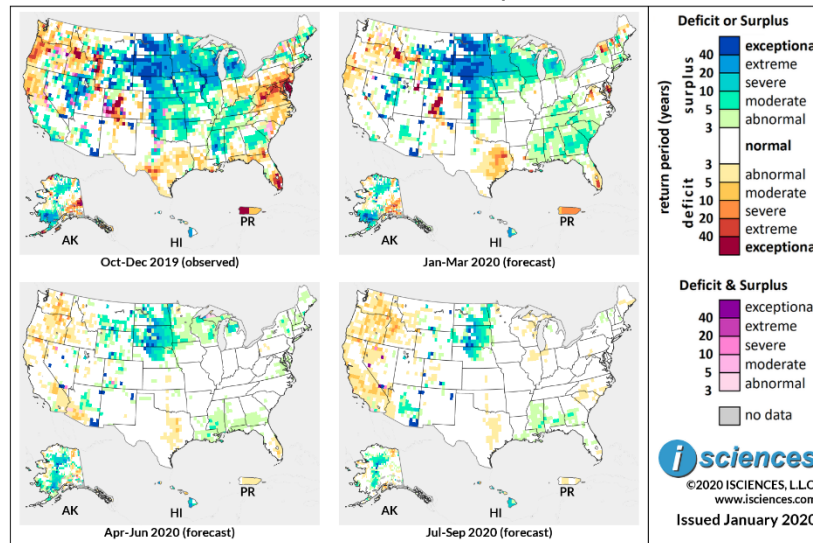 AK
HI
PR
Oct-Dec 2019 (observed)
AK
HI
PR
Jan-Mar 2020 (forecast)
AK
HI
PR
Apr-Jun 2020 (forecast)
AK
HI
PR
Jul-Sep 2020 (forecast)
Deficit or Surplus
return period (years)
surplus
deficit
exceptiona
40
extreme
20
severe
10
moderate
5
abnormal
3
normal
3
abnormal
5
moderate
10
severe
20
extreme
40
exceptiona
Deficit & Surplus
exceptiona
40
extreme
20
severe
10
moderate
5
abnormal
3
no data
i sciences
©2020 ISCIENCES, L.L.C
www.isciences.com
Issued January 2020